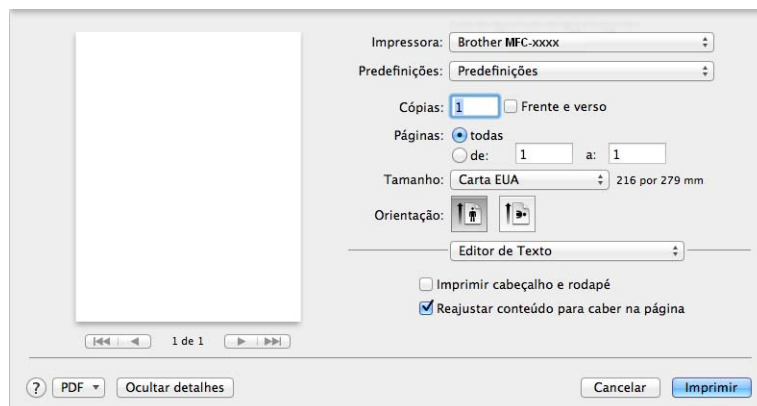 Impressora: Brother MFC-xxxx
Predefinições: Predefinições
Cópias: 1 Frente e verso
Páginas: todas
de: 1 a: 1
Tamanho: Carta EUA 216 por 279 mm
Orientação:
Editor de Texto
Imprimir cabeçalho e rodapé
Reajustar conteúdo para caber na página
1 de 1
? PDF Ocultar detalhes Cancelar Imprimir